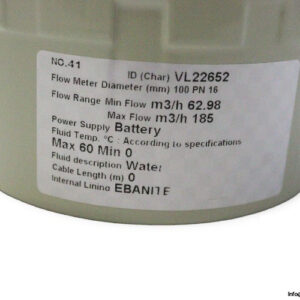 NO.41
ID (Char) VL22652
Flow Meter Diameter (mm) 100 PN 16
Flow Range Min Flow m3/h 62.98
Max Flow m3/h 185
Power Supply Battery
Fluid Temp. °C : According to specifications
Max 60 Min 0
Fluid description Water
Cable Length (m) 0
Internal Lining EBANITE